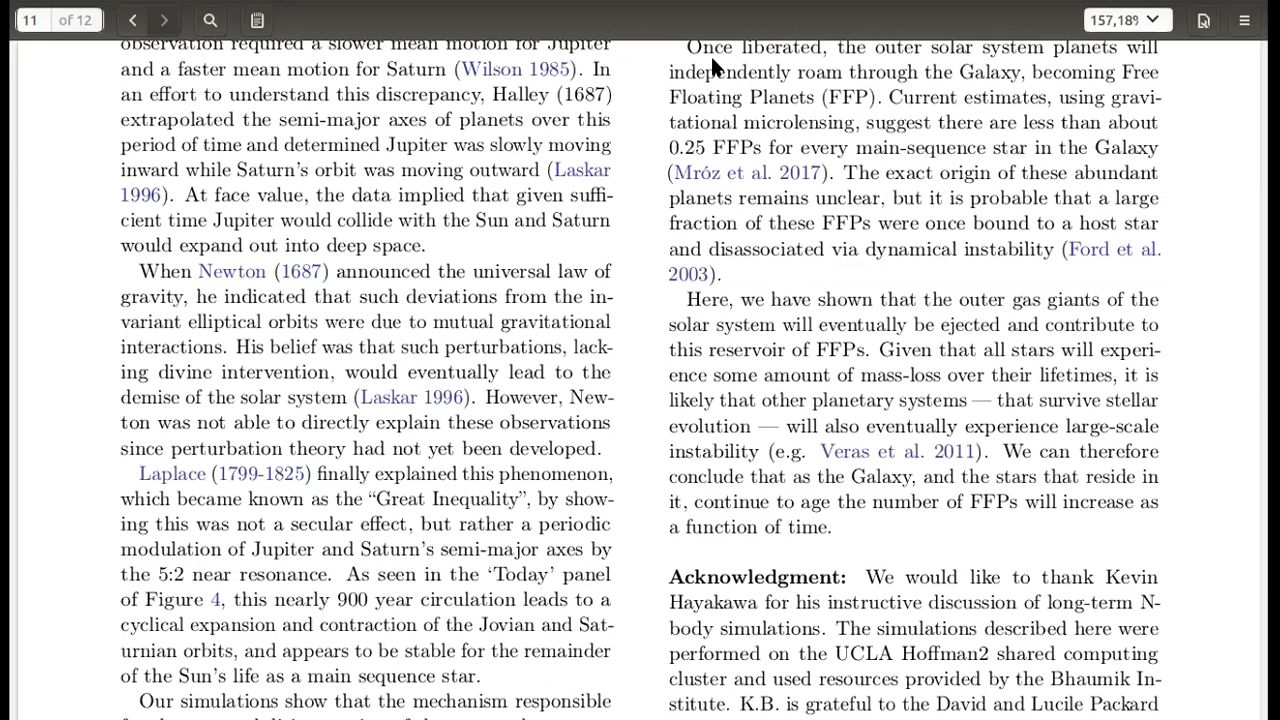 11 of 12
157,18%
observation required a slower mean motion for Jupiter
and a faster mean motion for Saturn (Wilson 1985). In
an effort to understand this discrepancy, Halley (1687)
extrapolated the semi-major axes of planets over this
period of time and determined Jupiter was slowly moving
inward while Saturn's orbit was moving outward (Laskar
1996). At face value, the data implied that given suffi-
cient time Jupiter would collide with the Sun and Saturn
would expand out into deep space.
When Newton (1687) announced the universal law of
gravity, he indicated that such deviations from the in-
variant elliptical orbits were due to mutual gravitational
interactions. His belief was that such perturbations, lack-
ing divine intervention, would eventually lead to the
demise of the solar system (Laskar 1996). However, New-
ton was not able to directly explain these observations
since perturbation theory had not yet been developed.
Laplace (1799-1825) finally explained this phenomenon,
which became known as the “Great Inequality”, by show-
ing this was not a secular effect, but rather a periodic
modulation of Jupiter and Saturn's semi-major axes by
the 5:2 near resonance. As seen in the ‘Today’ panel
of Figure 4, this nearly 900 year circulation leads to a
cyclical expansion and contraction of the Jovian and Sat-
urnian orbits, and appears to be stable for the remainder
of the Sun's life as a main sequence star.
Our simulations show that the mechanism responsible
Once liberated, the outer solar system planets will
independently roam through the Galaxy, becoming Free
Floating Planets (FFP). Current estimates, using gravi-
tational microlensing, suggest there are less than about
0.25 FFPs for every main-sequence star in the Galaxy
(Mróz et al. 2017). The exact origin of these abundant
planets remains unclear, but it is probable that a large
fraction of these FFPs were once bound to a host star
and disassociated via dynamical instability (Ford et al.
2003).
Here, we have shown that the outer gas giants of the
solar system will eventually be ejected and contribute to
this reservoir of FFPs. Given that all stars will experi-
ence some amount of mass-loss over their lifetimes, it is
likely that other planetary systems — that survive stellar
evolution — will also eventually experience large-scale
instability (e.g. Veras et al. 2011). We can therefore
conclude that as the Galaxy, and the stars that reside in
it, continue to age the number of FFPs will increase as
a function of time.
Acknowledgment: We would like to thank Kevin
Hayakawa for his instructive discussion of long-term N-
body simulations. The simulations described here were
performed on the UCLA Hoffman2 shared computing
cluster and used resources provided by the Bhaumik In-
stitute. K.B. is grateful to the David and Lucile Packard